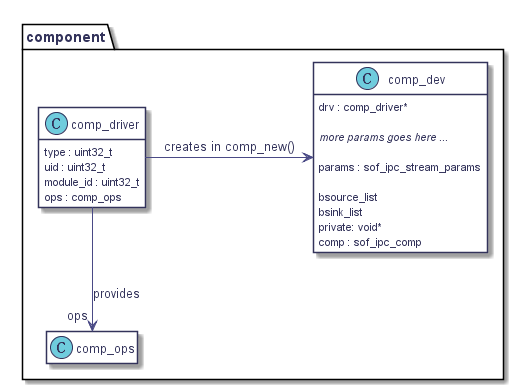 component
C comp_dev
drv : comp_driver*
more params goes here ...
params : sof_ipc_stream_params
bsource_list
bsink_list
private: void*
comp : sof_ipc_comp
C comp_driver
type : uint32_t
uid : uint32_t
module_id : uint32_t
ops : comp_ops
creates in comp_new()
provides
ops
C comp_ops